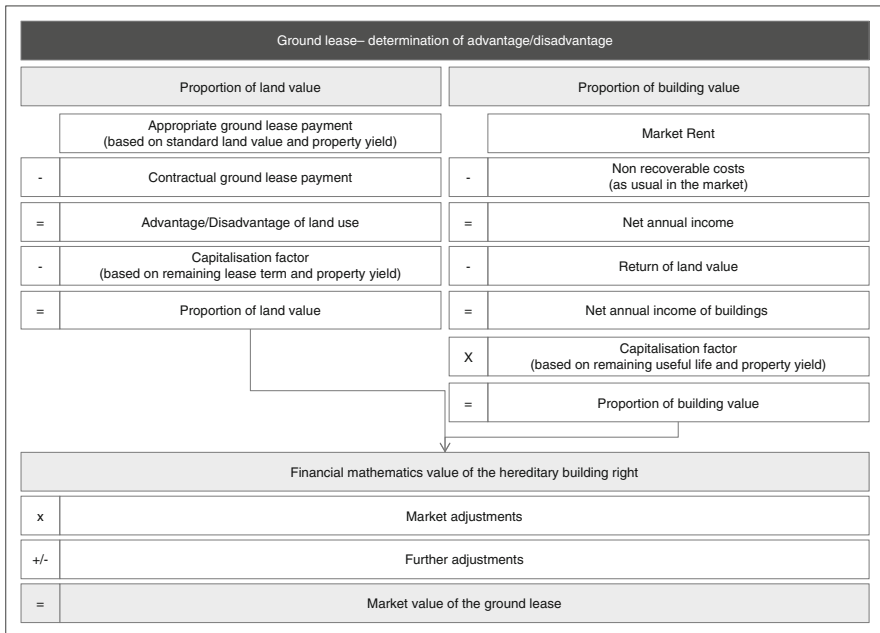 Ground lease– determination of advantage/disadvantage
Proportion of land value
Appropriate ground lease payment
(based on standard land value and property yield)
- Contractual ground lease payment
= Advantage/Disadvantage of land use
- Capitalisation factor
(based on remaining lease term and property yield)
= Proportion of land value
Proportion of building value
Market Rent
- Non recoverable costs
(as usual in the market)
= Net annual income
- Return of land value
= Net annual income of buildings
X Capitalisation factor
(based on remaining useful life and property yield)
= Proportion of building value
Financial mathematics value of the hereditary building right
x Market adjustments
+/- Further adjustments
= Market value of the ground lease